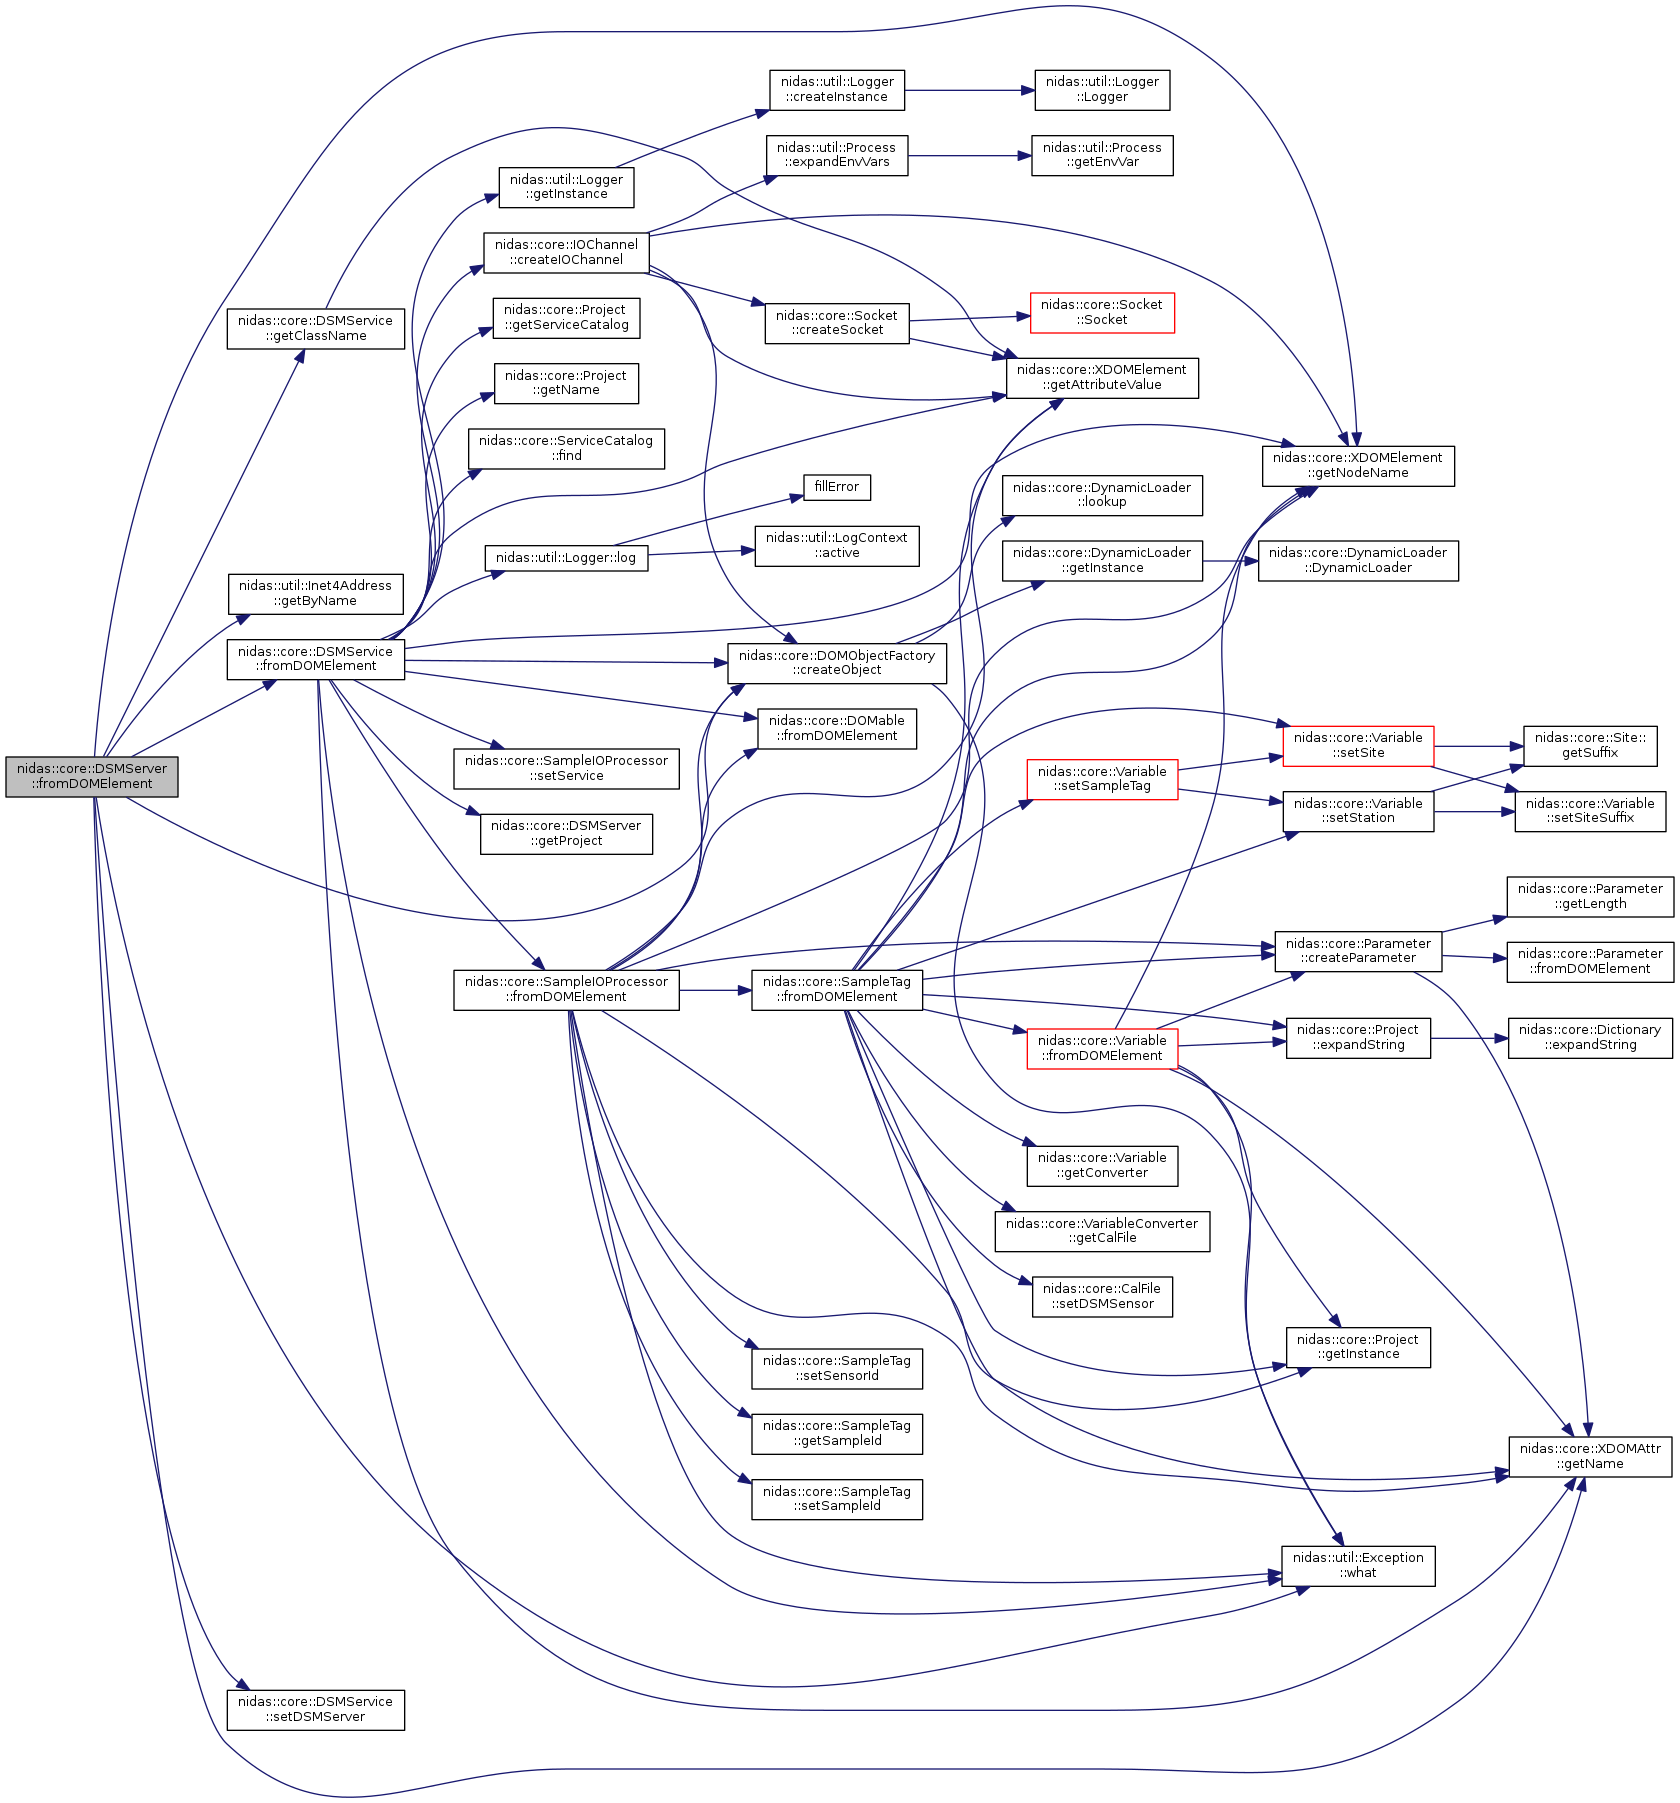 nidas::core::DSMServer
::fromDOMElement
nidas::core::DSMService
::getClassName
nidas::util::Inet4Address
::getByName
nidas::core::DSMService
::fromDOMElement
nidas::core::DSMService
::setDSMServer
nidas::util::Logger
::getInstance
nidas::core::IOChannel
::createIOChannel
nidas::core::Project
::getServiceCatalog
nidas::core::Project
::getName
nidas::core::ServiceCatalog
::find
nidas::util::Logger::log
nidas::core::SampleIOProcessor
::setService
nidas::core::DSMServer
::getProject
nidas::core::SampleIOProcessor
::fromDOMElement
nidas::util::Logger
::createInstance
nidas::util::Process
::expandEnvVars
nidas::core::Socket
::createSocket
fillError
nidas::util::LogContext
::active
nidas::core::DOMObjectFactory
::createObject
nidas::core::DOMable
::fromDOMElement
nidas::core::SampleTag
::fromDOMElement
nidas::core::SampleTag
::setSensorId
nidas::core::SampleTag
::getSampleId
nidas::core::SampleTag
::setSampleId
nidas::util::Logger
::Logger
nidas::util::Process
::getEnvVar
nidas::core::Socket
::Socket
nidas::core::XDOMElement
::getAttributeValue
nidas::core::DynamicLoader
::lookup
nidas::core::DynamicLoader
::getInstance
nidas::core::Variable
::setSampleTag
nidas::core::Variable
::fromDOMElement
nidas::core::Variable
::getConverter
nidas::core::VariableConverter
::getCalFile
nidas::core::CalFile
::setDSMSensor
nidas::core::XDOMElement
::getNodeName
nidas::core::DynamicLoader
::DynamicLoader
nidas::core::Variable
::setSite
nidas::core::Variable
::setStation
nidas::core::Parameter
::createParameter
nidas::core::Project
::expandString
nidas::core::Project
::getInstance
nidas::util::Exception
::what
nidas::core::Site::
getSuffix
nidas::core::Variable
::setSiteSuffix
nidas::core::Parameter
::getLength
nidas::core::Parameter
::fromDOMElement
nidas::core::Dictionary
::expandString
nidas::core::XDOMAttr
::getName